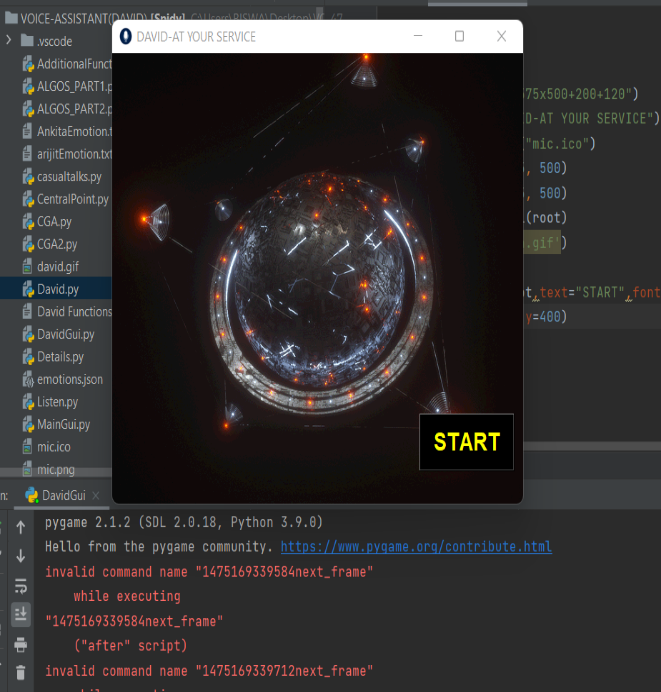 VOICE-ASSISTANT(DAVID) [Spidy]
DAVID-AT YOUR SERVICE
.vscode
AdditionalFunct
ALGOS_PART1.p
ALGOS_PART2.p
AnkitaEmotion.t
arijitEmotion.txt
casualtalks.py
CentralPoint.py
CGA.py
CGA2.py
david.gif
David.py
David Functions
DavidGui.py
Details.py
emotions.json
Listen.py
MainGui.py
mic.ico
mic.png
75x500+200+120")
D-AT YOUR SERVICE")
"mic.ico")
, 500)
, 500)
(root)
.gif')
t,text="START",font
y=400)
START
n:
DavidGui
pygame 2.1.2 (SDL 2.0.18, Python 3.9.0)
Hello from the pygame community. https://www.pygame.org/contribute.html
invalid command name "1475169339584next_frame"
while executing
"1475169339584next_frame"
("after" script)
invalid command name "1475169339712next_frame"